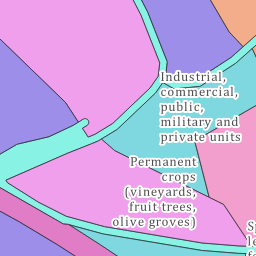 Industrial,
commercial,
public,
military and
private units
Permanent
crops
(vineyards,
fruit trees,
olive groves)